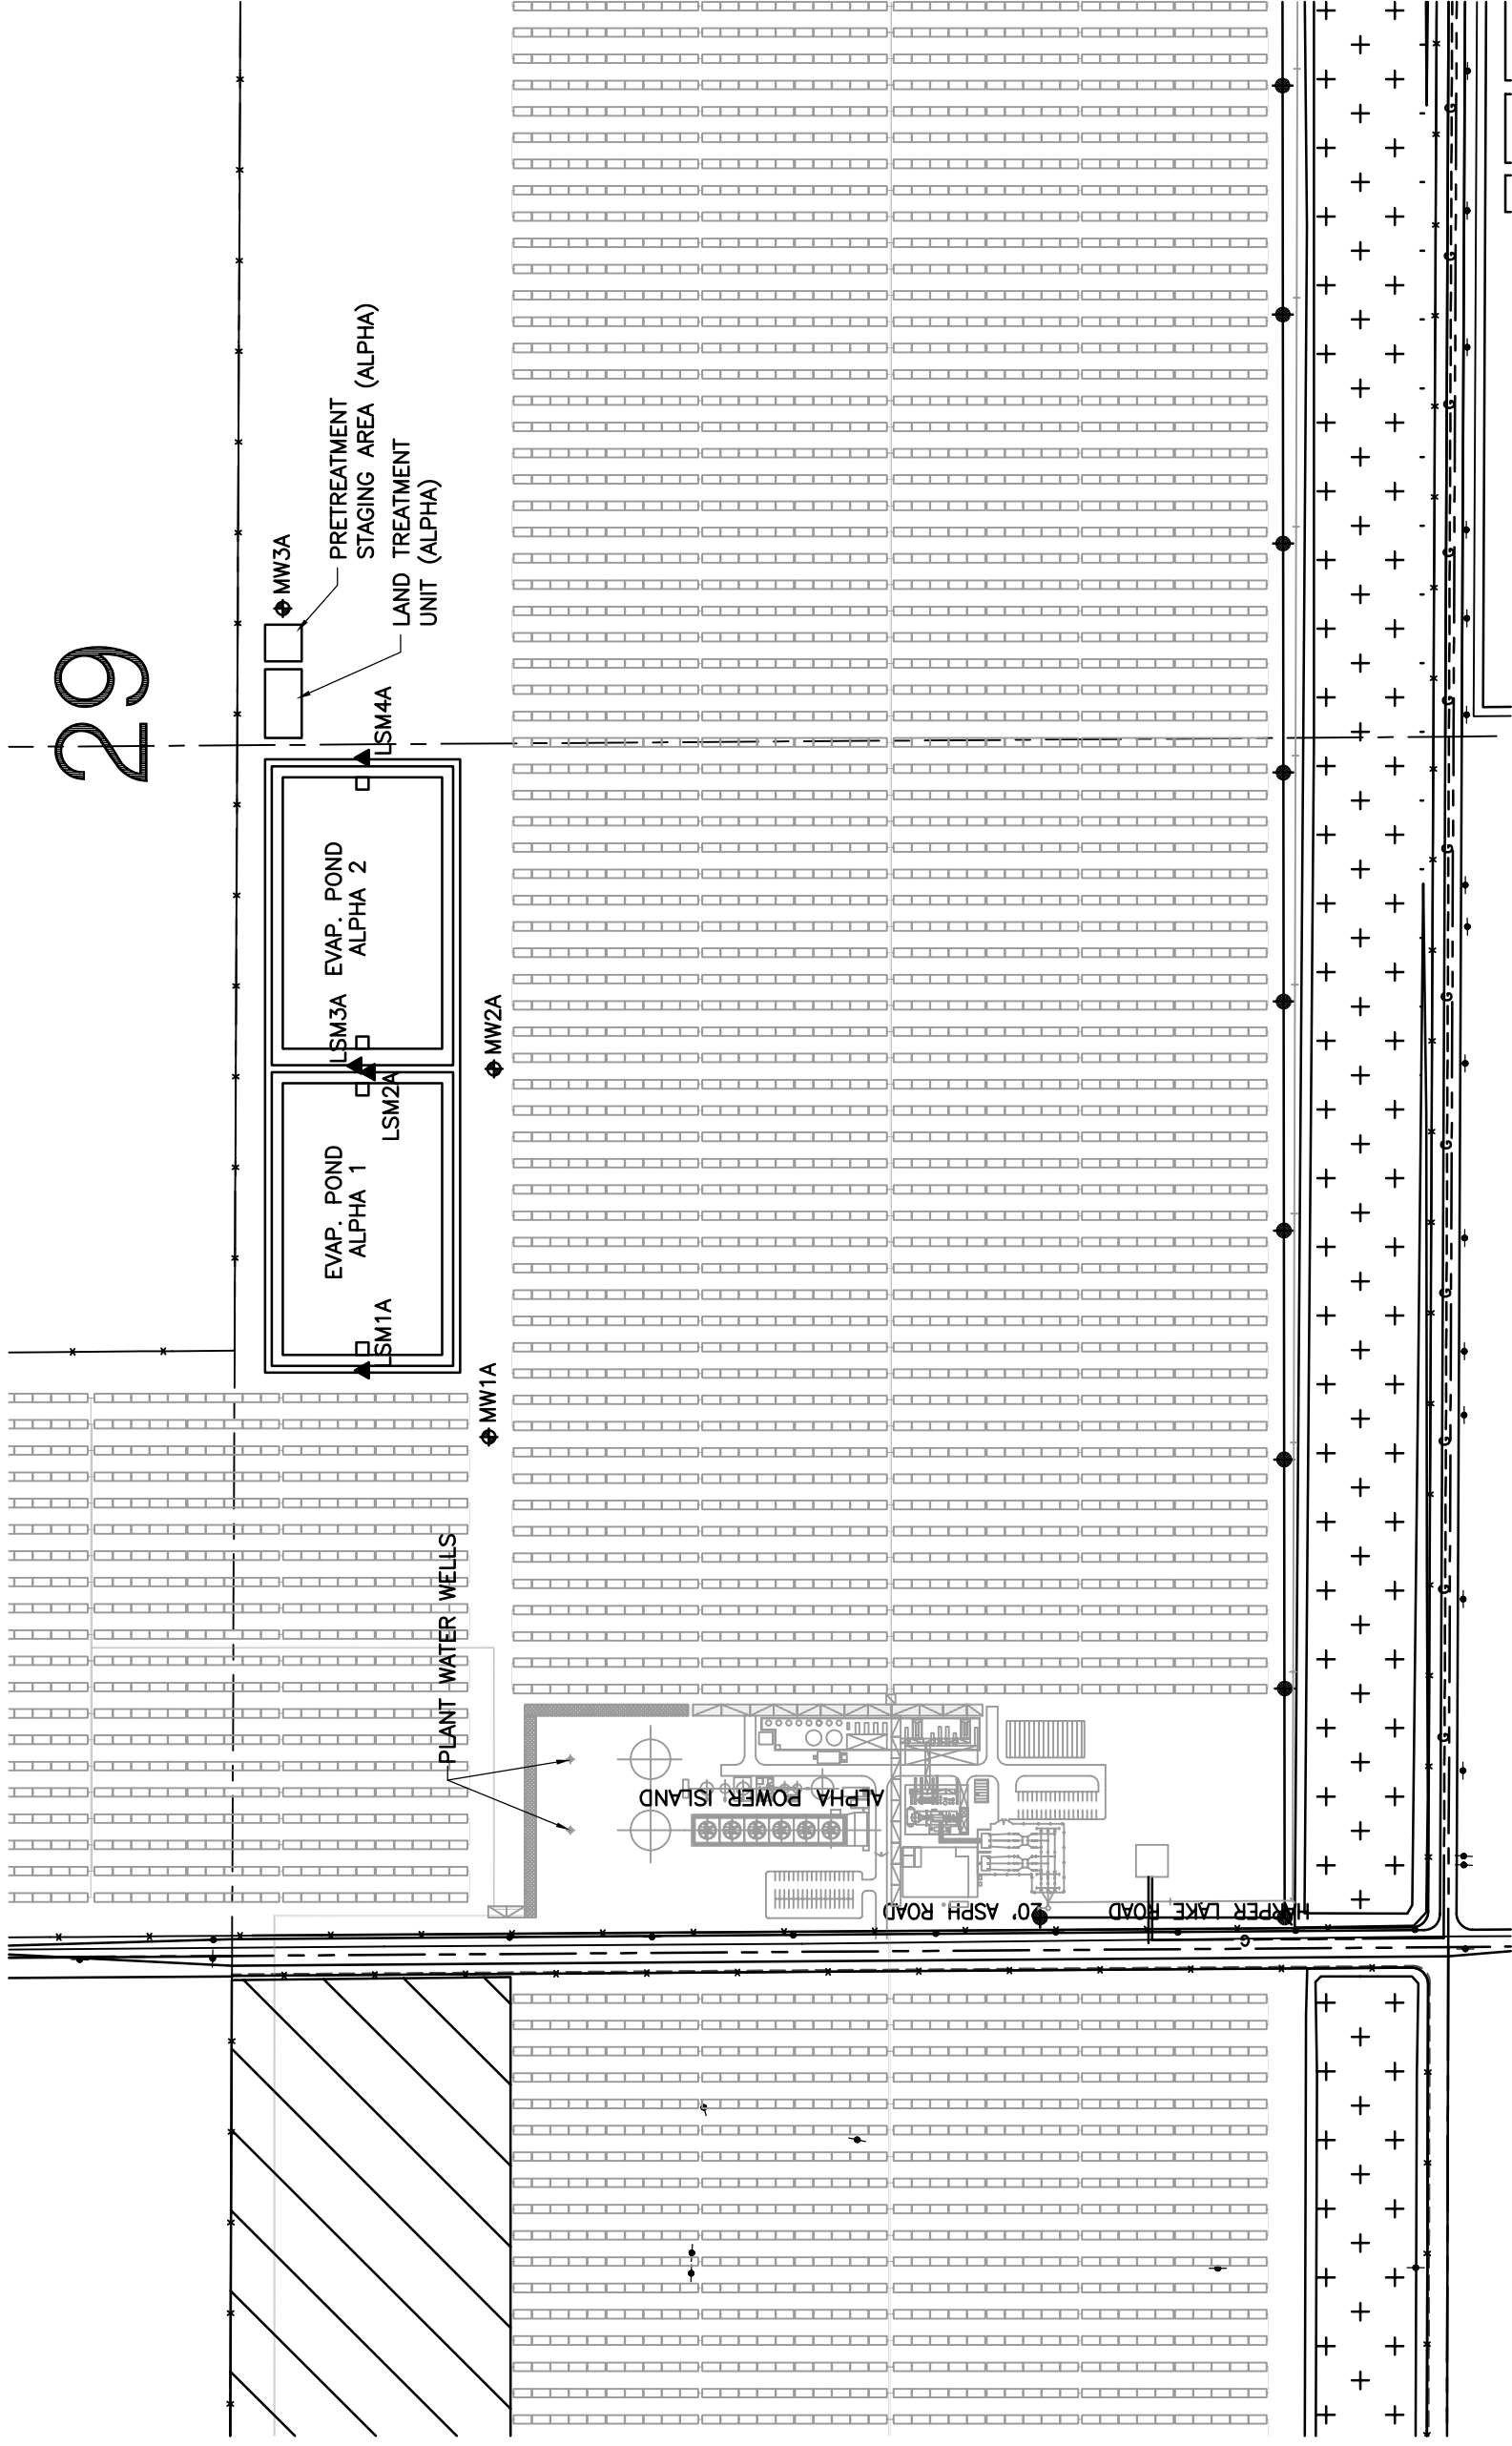 29
MW3A
PRETREATMENT
STAGING AREA (ALPHA)
LAND TREATMENT
UNIT (ALPHA)
LSM4A
EVAP. POND
ALPHA 2
LSM3A
LSM2A
MW2A
EVAP. POND
ALPHA 1
LSM1A
MW1A
PLANT WATER WELLS
ALPHA POWER ISLAND
20' ASPH ROAD
HARPER LAKE ROAD
G
G
G
G
G
G
G
G
G
G
G
G
G